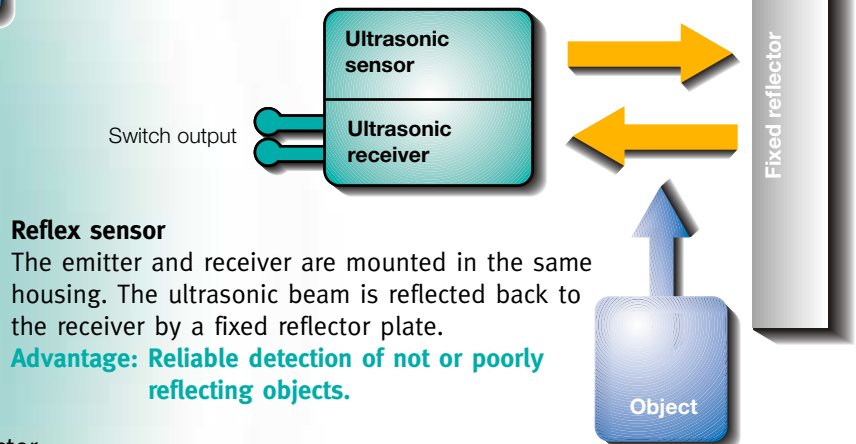 Ultrasonic
sensor
Fixed reflector
Switch output
Ultrasonic
receiver
Reflex sensor
The emitter and receiver are mounted in the same
housing. The ultrasonic beam is reflected back to
the receiver by a fixed reflector plate.
Advantage: Reliable detection of not or poorly
reflecting objects.
Object